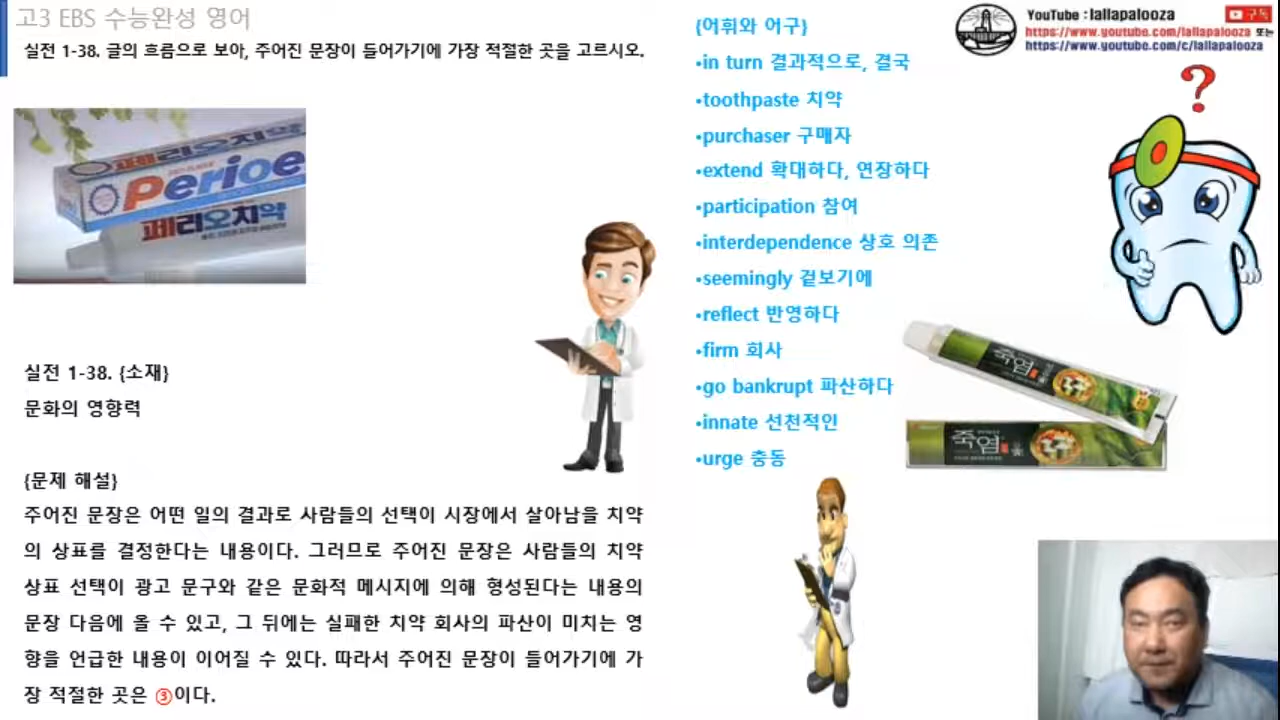 고3 EBS 수능완성 영어
실전 1-38. 글의 흐름으로 보아, 주어진 문장이 들어가기에 가장 적절한 곳을 고르시오.
페리오치약
Perioe
페리오치약
실전 1-38. {소재}
문화의 영향력
{문제 해설}
주어진 문장은 어떤 일의 결과로 사람들의 선택이 시장에서 살아남을 치약
의 상표를 결정한다는 내용이다. 그러므로 주어진 문장은 사람들의 치약
상표 선택이 광고 문구와 같은 문화적 메시지에 의해 형성된다는 내용의
문장 다음에 올 수 있고, 그 뒤에는 실패한 치약 회사의 파산이 미치는 영
향을 언급한 내용이 이어질 수 있다. 따라서 주어진 문장이 들어가기에 가
장 적절한 곳은 ③이다.
{어휘와 어구}
•in turn 결과적으로, 결국
•toothpaste 치약
•purchaser 구매자
•extend 확대하다, 연장하다
•participation 참여
•interdependence 상호 의존
•seemingly 겉보기에
•reflect 반영하다
•firm 회사
•go bankrupt 파산하다
•innate 선천적인
•urge 충동
YouTube : lallapalooza
구독
https://www.youtube.com/lallapalooza 또는
https://www.youtube.com/c/lallapalooza
?
죽염
죽염